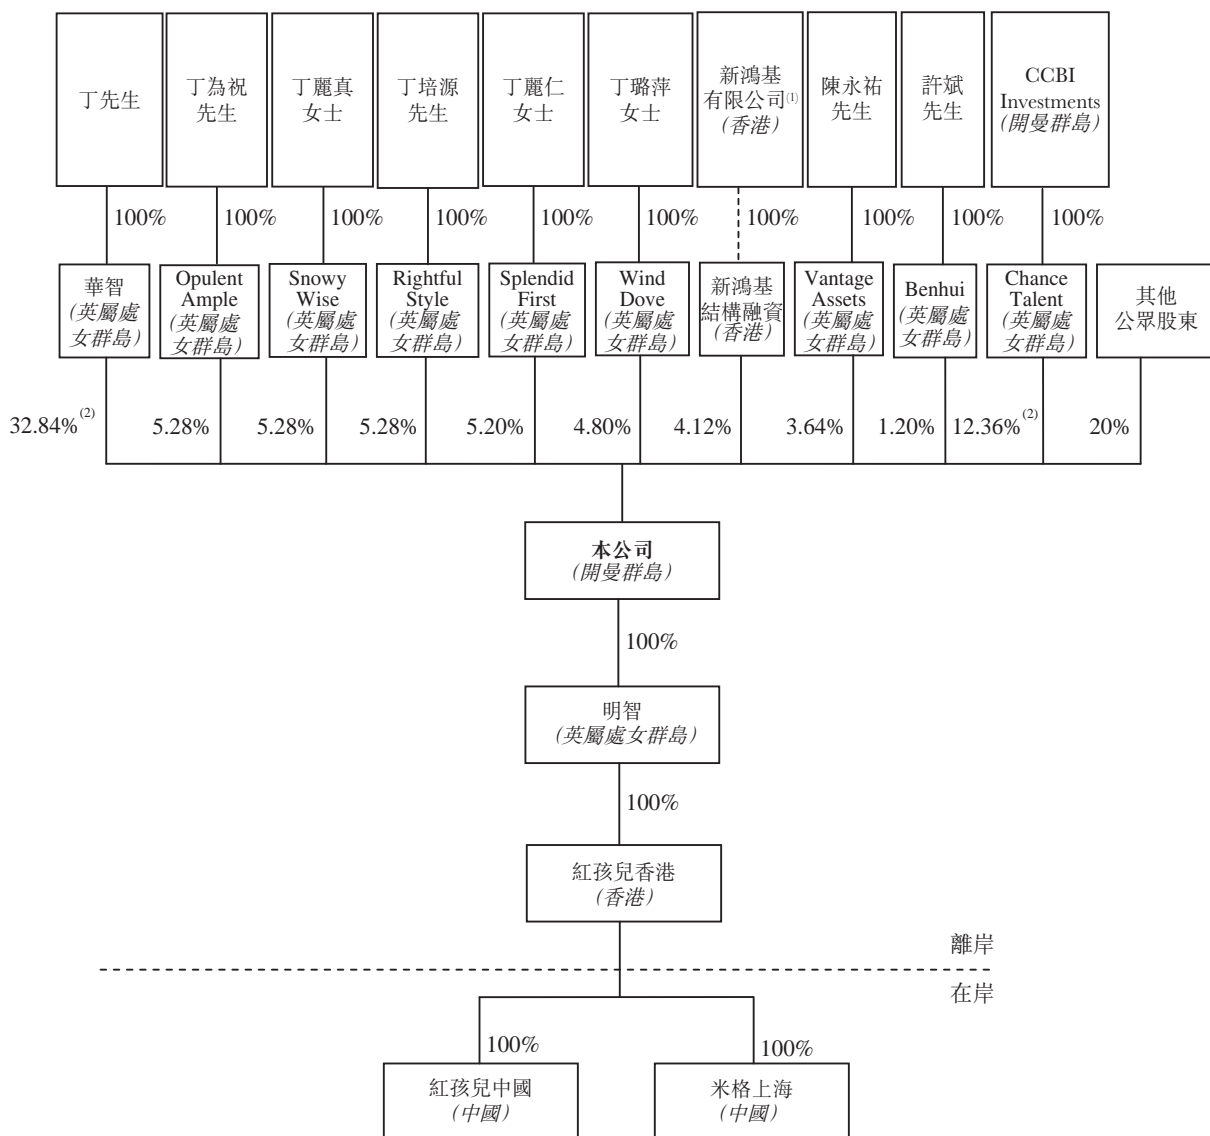 丁先生
丁為祝
先生
丁麗真
女士
丁培源
先生
丁麗仁
女士
丁璐萍
女士
新鴻基
有限公司(1)
(香港)
陳永祐
先生
許斌
先生
CCBI
Investments
(開曼群島)
100%
100%
100%
100%
100%
100%
100%
100%
100%
100%
華智
(英屬處
女群島)
Opulent
Ample
(英屬處
女群島)
Snowy
Wise
(英屬處
女群島)
Rightful
Style
(英屬處
女群島)
Splendid
First
(英屬處
女群島)
Wind
Dove
(英屬處
女群島)
新鴻基
結構融資
(香港)
Vantage
Assets
(英屬處
女群島)
Benhui
(英屬處
女群島)
Chance
Talent
(英屬處
女群島)
其他
公眾股東
32.84%(2)
5.28%
5.28%
5.28%
5.20%
4.80%
4.12%
3.64%
1.20%
12.36%(2)
20%
本公司
(開曼群島)
100%
明智
(英屬處女群島)
100%
紅孩兒香港
(香港)
離岸
在岸
100%
100%
紅孩兒中國
(中國)
米格上海
(中國)